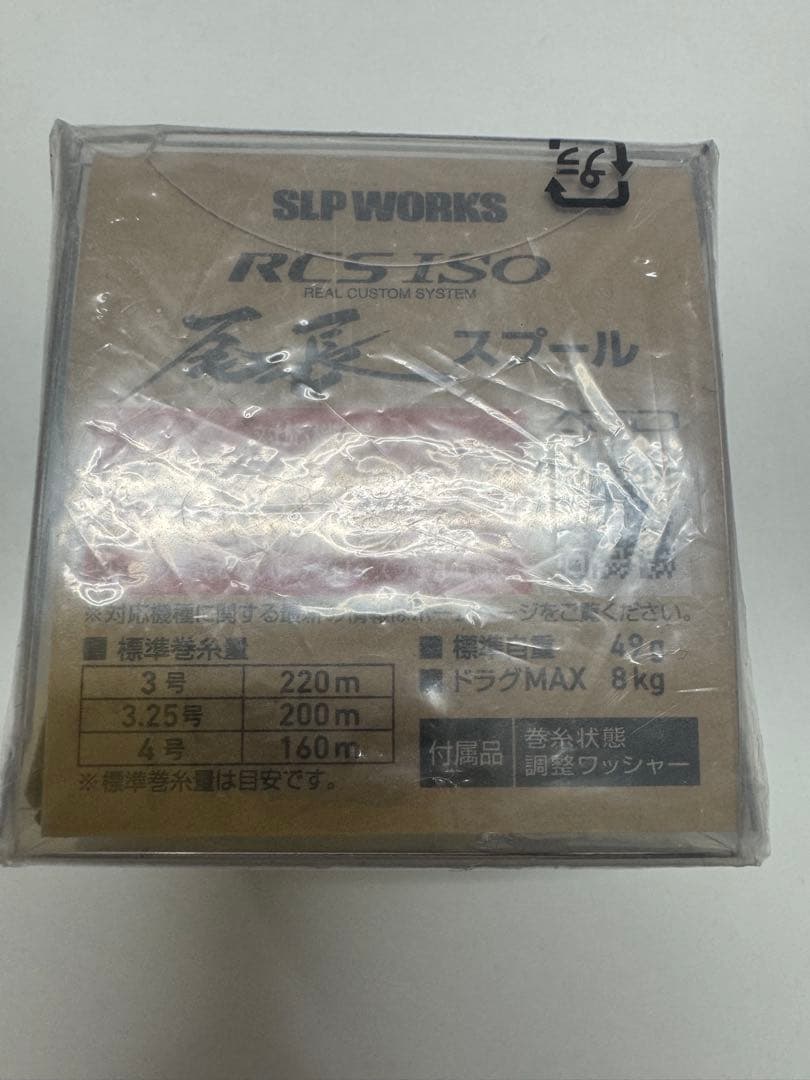 プラ
SLP WORKS
RCS ISO
REAL CUSTOM SYSTEM
尾長 スプール
ATD
※対応機種に関する最新の情報はホームページをご覧ください。
■ 標準巻糸量
3号 220m
3.25号 200m
4号 160m
※標準巻糸量は目安です。
■ 標準自重 49g
■ ドラグMAX 8kg
付属品 巻糸状態
調整ワッシャー